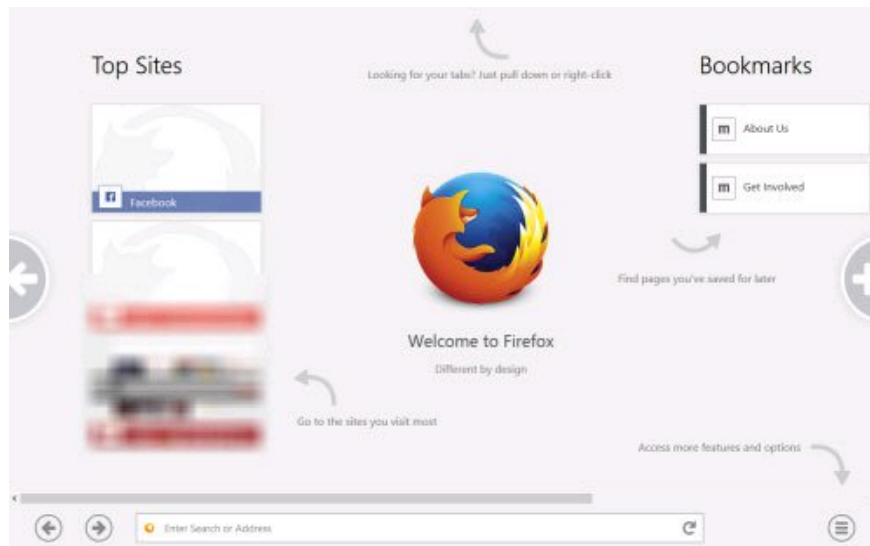 Looking for your tabs? Just pull down or right-click
Top Sites
Bookmarks
m About Us
Facebook
m Get Involved
Find pages you've saved for later
Welcome to Firefox
Different by design
Go to the sites you visit most
Access more features and options
Enter Search or Address